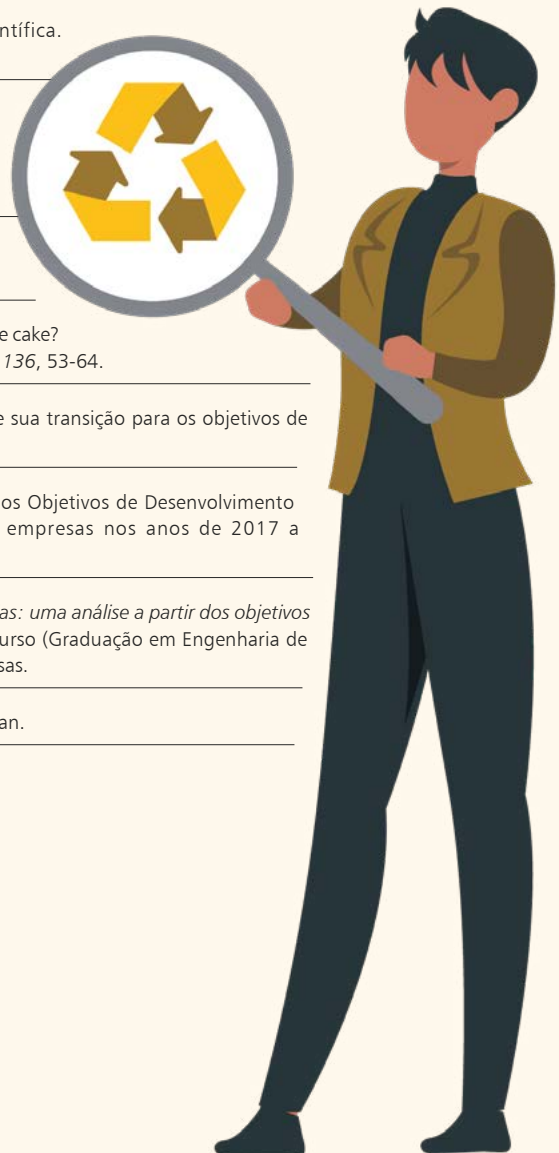 ntífica.
e cake?
136, 53-64.
e sua transição para os objetivos de
os Objetivos de Desenvolvimento
empresas nos anos de 2017 a
as: uma análise a partir dos objetivos
urso (Graduação em Engenharia de
sas.
an.